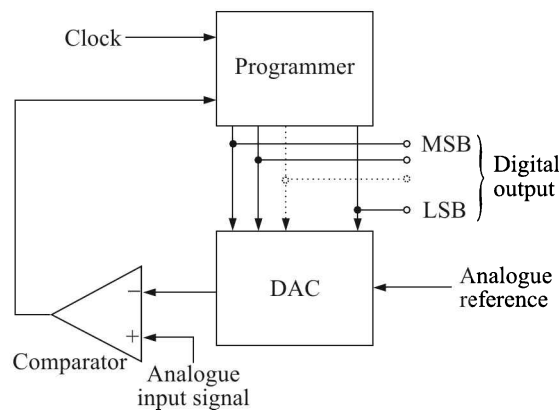 Clock
Programmer
MSB
Digital
output
LSB
DAC
Analogue
reference
−
+
Comparator
Analogue
input signal